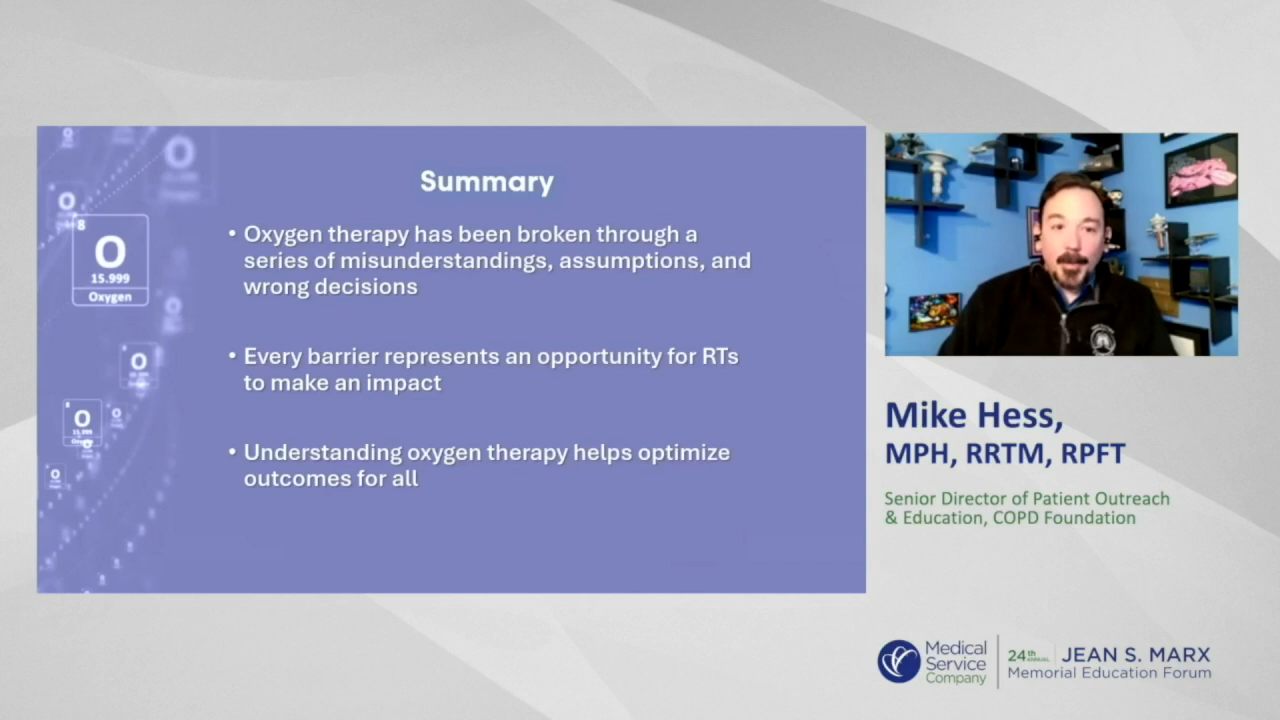 Summary
• Oxygen therapy has been broken through a
series of misunderstandings, assumptions, and
wrong decisions
• Every barrier represents an opportunity for RTs
to make an impact
• Understanding oxygen therapy helps optimize
outcomes for all
8
O
15.999
Oxygen
O
O
O
O
O
15.999
O
O
O
Mike Hess,
MPH, RRTM, RPFT
Senior Director of Patient Outreach
& Education, COPD Foundation
Medical
Service
Company
24th ANNUAL JEAN S. MARX
Memorial Education Forum